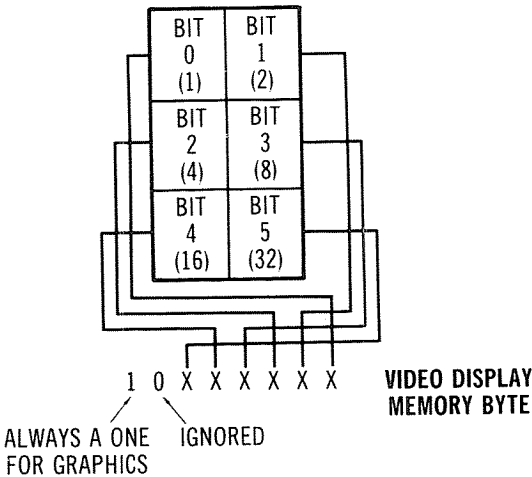 BIT BIT
0 1
(1) (2)
BIT BIT
2 3
(4) (8)
BIT BIT
4 5
(16) (32)
1 0 X X X X X X VIDEO DISPLAY
MEMORY BYTE
ALWAYS A ONE IGNORED
FOR GRAPHICS